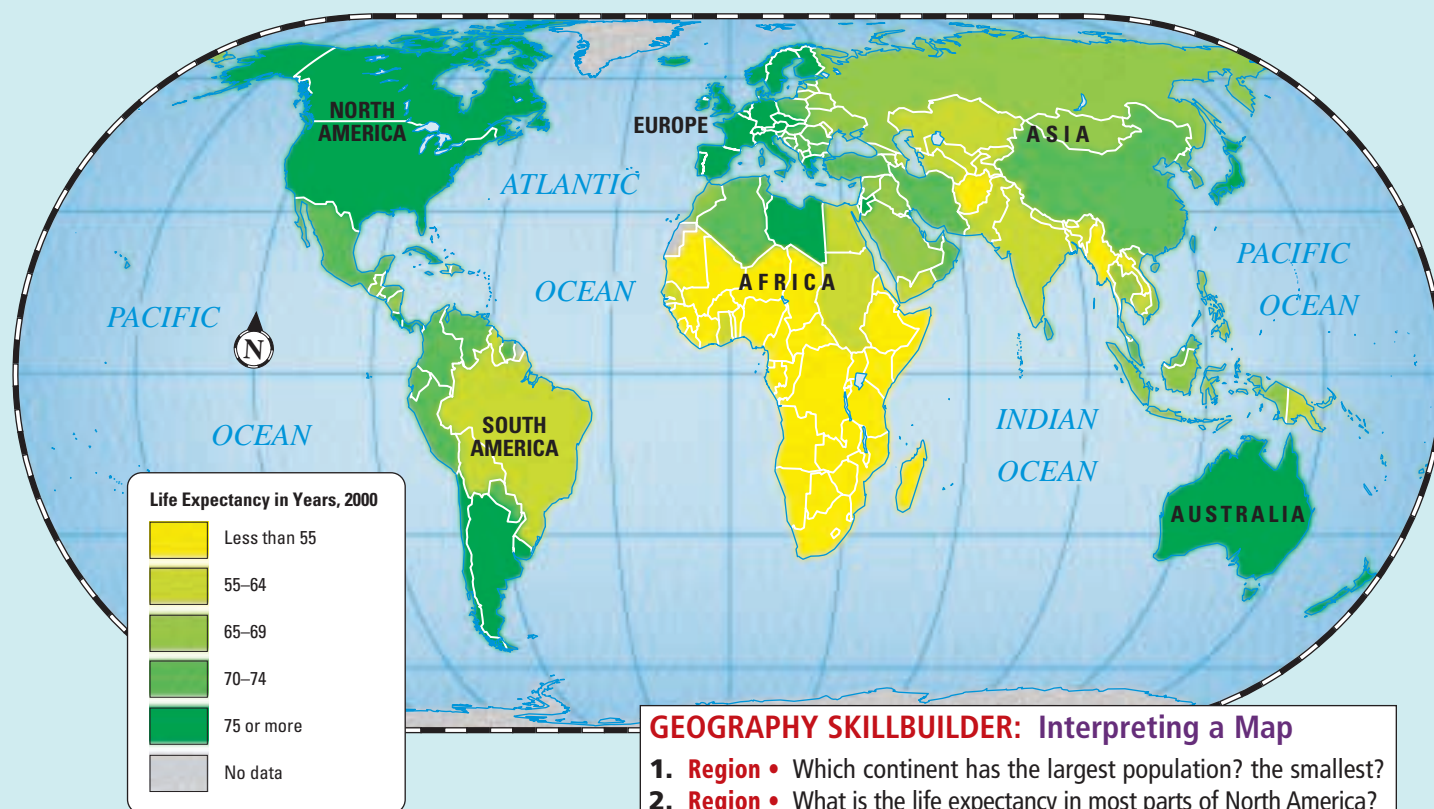 NORTH
AMERICA
EUROPE
ASIA
ATLANTIC
OCEAN
AFRICA
PACIFIC
OCEAN
PACIFIC
N
OCEAN
SOUTH
AMERICA
INDIAN
OCEAN
AUSTRALIA
Life Expectancy in Years, 2000
Less than 55
55–64
65–69
70–74
75 or more
No data
GEOGRAPHY SKILLBUILDER: Interpreting a Map
1. Region • Which continent has the largest population? the smallest?
2. Region • What is the life expectancy in most parts of North America?